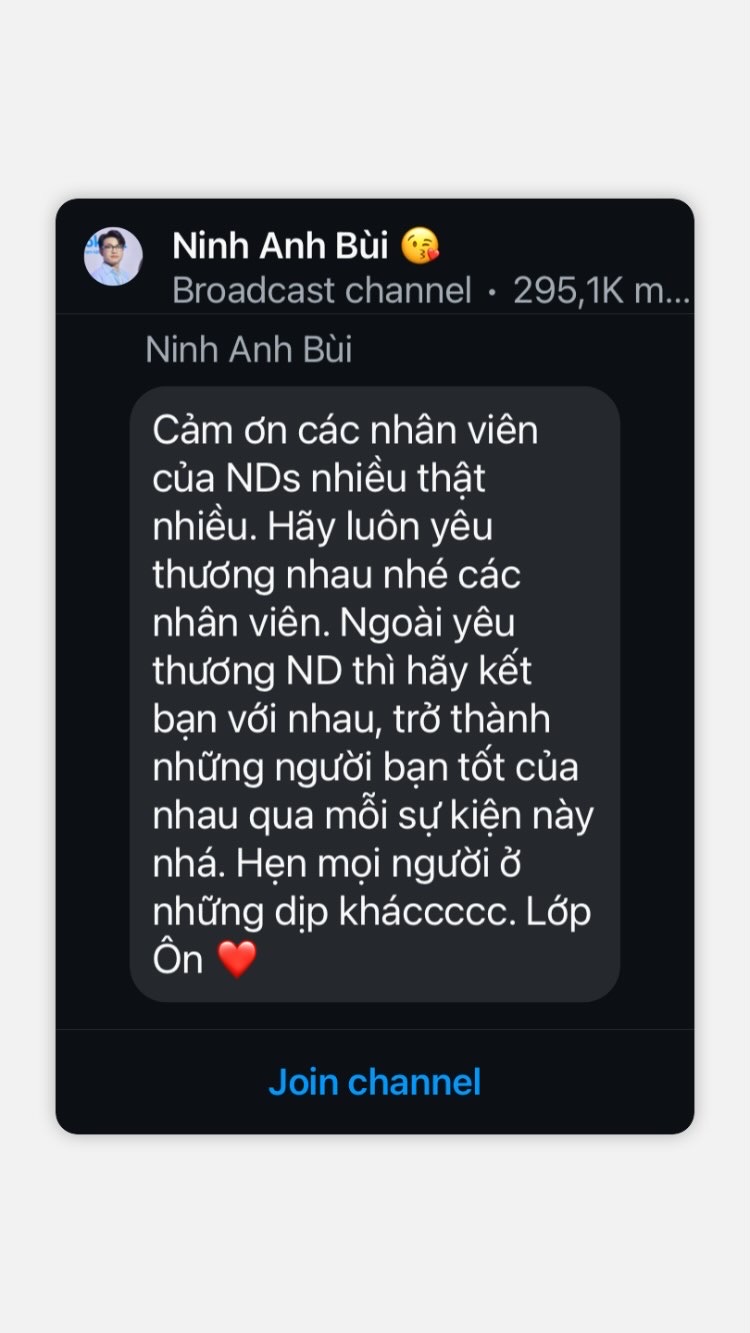 Ninh Anh Bùi 😘
Broadcast channel • 295,1K m...
Ninh Anh Bùi
Cảm ơn các nhân viên
của NDs nhiều thật
nhiều. Hãy luôn yêu
thương nhau nhé các
nhân viên. Ngoài yêu
thương ND thì hãy kết
bạn với nhau, trở thành
những người bạn tốt của
nhau qua mỗi sự kiện này
nhá. Hẹn mọi người ở
những dịp kháccccc. Lớp
Ôn ❤️
Join channel